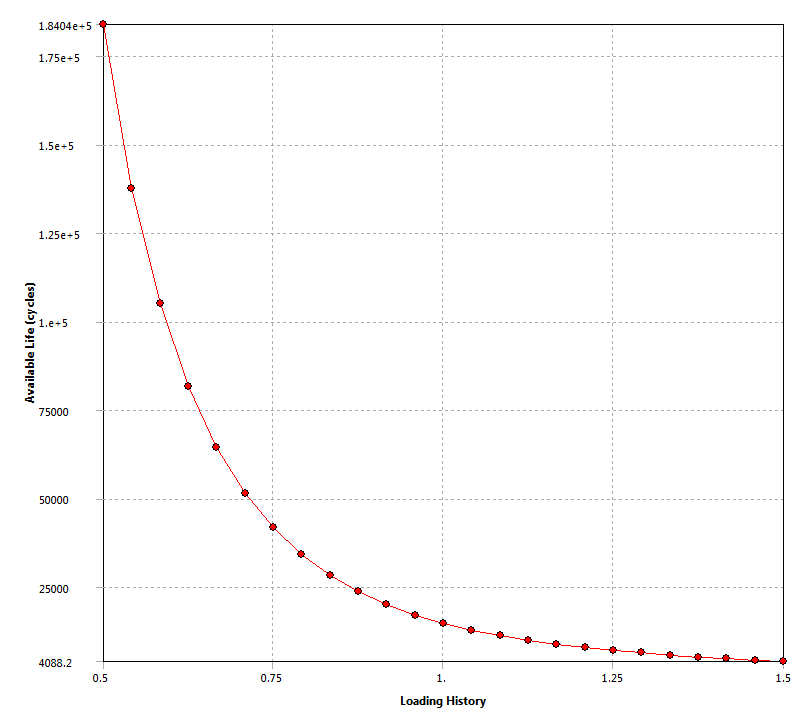 1.8404e+5
1.75e+5
1.5e+5
1.25e+5
1.e+5
75000
50000
25000
4088.2
Available Life (cycles)
0.5
0.75
1.
1.25
1.5
Loading History